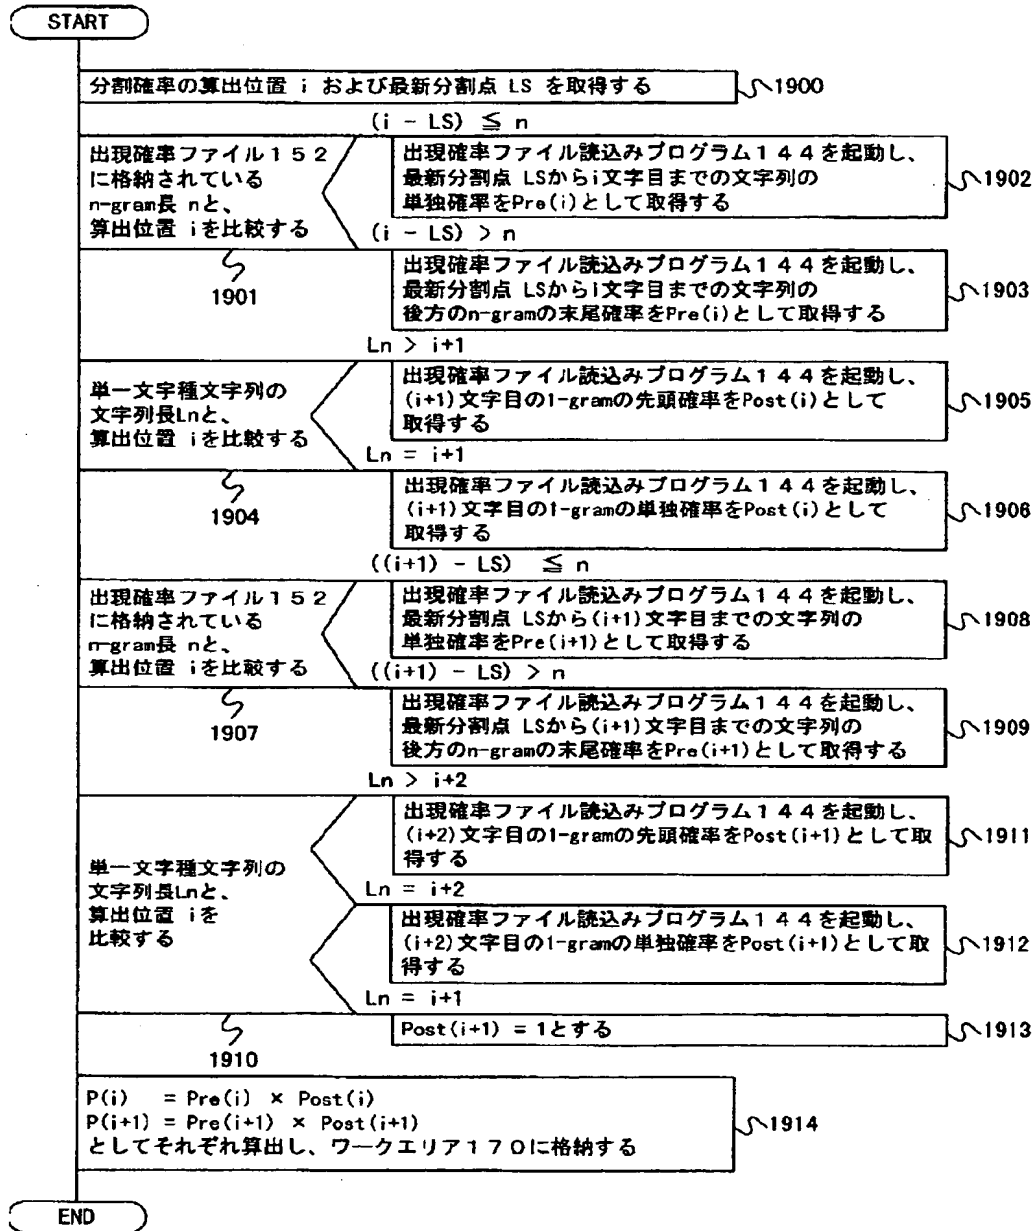 START
分割確率の算出位置 i および最新分割点 LS を取得する
1900
(i - LS) ≦ n
出現確率ファイル152
に格納されている
n-gram長 nと、
算出位置 iを比較する
1901
出現確率ファイル読込みプログラム144を起動し、
最新分割点 LSからi文字目までの文字列の
単独確率をPre(i)として取得する
1902
(i - LS) > n
出現確率ファイル読込みプログラム144を起動し、
最新分割点 LSからi文字目までの文字列の
後方のn-gramの末尾確率をPre(i)として取得する
1903
Ln > i+1
単一文字種文字列の
文字列長Lnと、
算出位置 iを比較する
1904
出現確率ファイル読込みプログラム144を起動し、
(i+1)文字目の1-gramの先頭確率をPost(i)として
取得する
1905
Ln = i+1
出現確率ファイル読込みプログラム144を起動し、
(i+1)文字目の1-gramの単独確率をPost(i)として
取得する
1906
((i+1) - LS) ≦ n
出現確率ファイル152
に格納されている
n-gram長 nと、
算出位置 iを比較する
1907
出現確率ファイル読込みプログラム144を起動し、
最新分割点 LSから(i+1)文字目までの文字列の
単独確率をPre(i+1)として取得する
1908
((i+1) - LS) > n
出現確率ファイル読込みプログラム144を起動し、
最新分割点 LSから(i+1)文字目までの文字列の
後方のn-gramの末尾確率をPre(i+1)として取得する
1909
Ln > i+2
単一文字種文字列の
文字列長Lnと、
算出位置 iを
比較する
1910
出現確率ファイル読込みプログラム144を起動し、
(i+2)文字目の1-gramの先頭確率をPost(i+1)として取
得する
1911
Ln = i+2
出現確率ファイル読込みプログラム144を起動し、
(i+2)文字目の1-gramの単独確率をPost(i+1)として取
得する
1912
Ln = i+1
Post(i+1) = 1とする
1913
P(i) = Pre(i) × Post(i)
P(i+1) = Pre(i+1) × Post(i+1)
としてそれぞれ算出し、ワークエリア170に格納する
1914
END